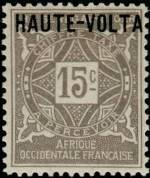 HAUTE-VOLTA
15c
A PERCEVOIR
AFRIQUE
OCCIDENTALE FRANÇAISE